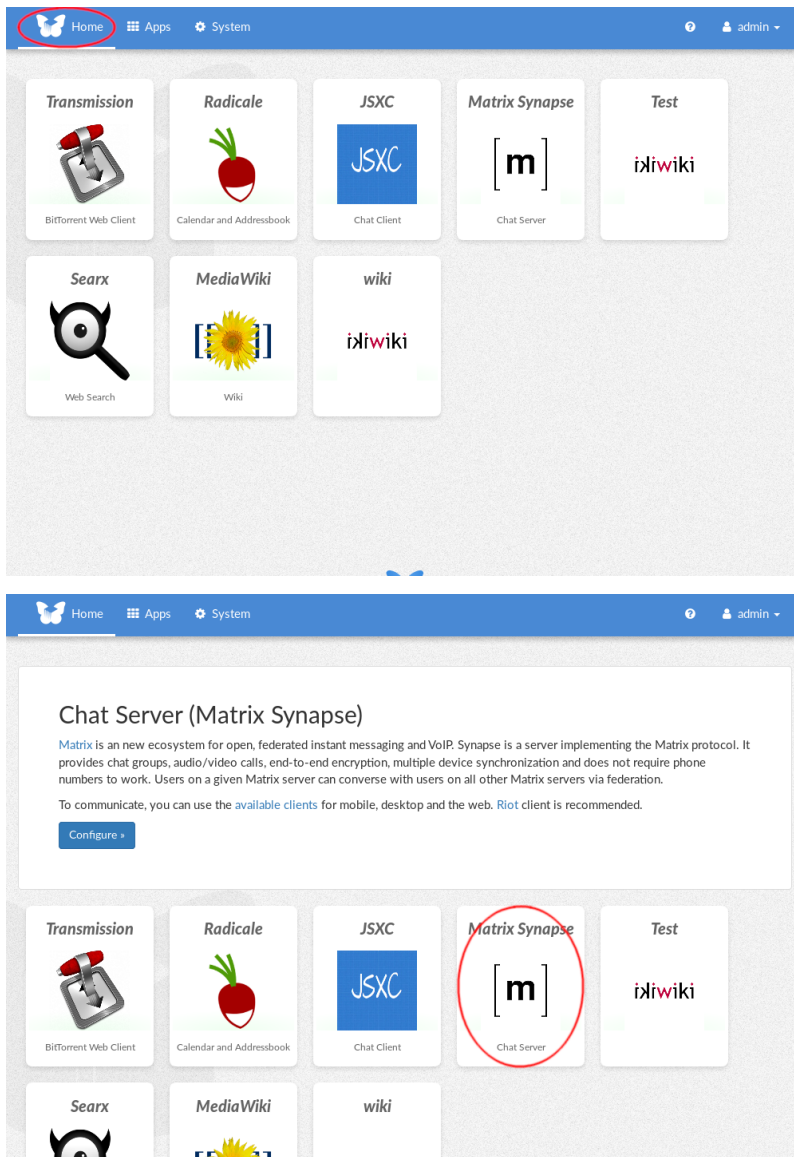 Home Apps System admin
Transmission Radicale JSXC Matrix Synapse Test
JSXC [m] ikiwiki
BitTorrent Web Client Calendar and Addressbook Chat Client Chat Server
Searx MediaWiki wiki
[[ ]] ikiwiki
Web Search Wiki
Home Apps System admin
Chat Server (Matrix Synapse)
Matrix is an new ecosystem for open, federated instant messaging and VoIP. Synapse is a server implementing the Matrix protocol. It
provides chat groups, audio/video calls, end-to-end encryption, multiple device synchronization and does not require phone
numbers to work. Users on a given Matrix server can converse with users on all other Matrix servers via federation.
To communicate, you can use the available clients for mobile, desktop and the web. Riot client is recommended.
Configure »
Transmission Radicale JSXC Matrix Synapse Test
JSXC [m] ikiwiki
BitTorrent Web Client Calendar and Addressbook Chat Client Chat Server
Searx MediaWiki wiki